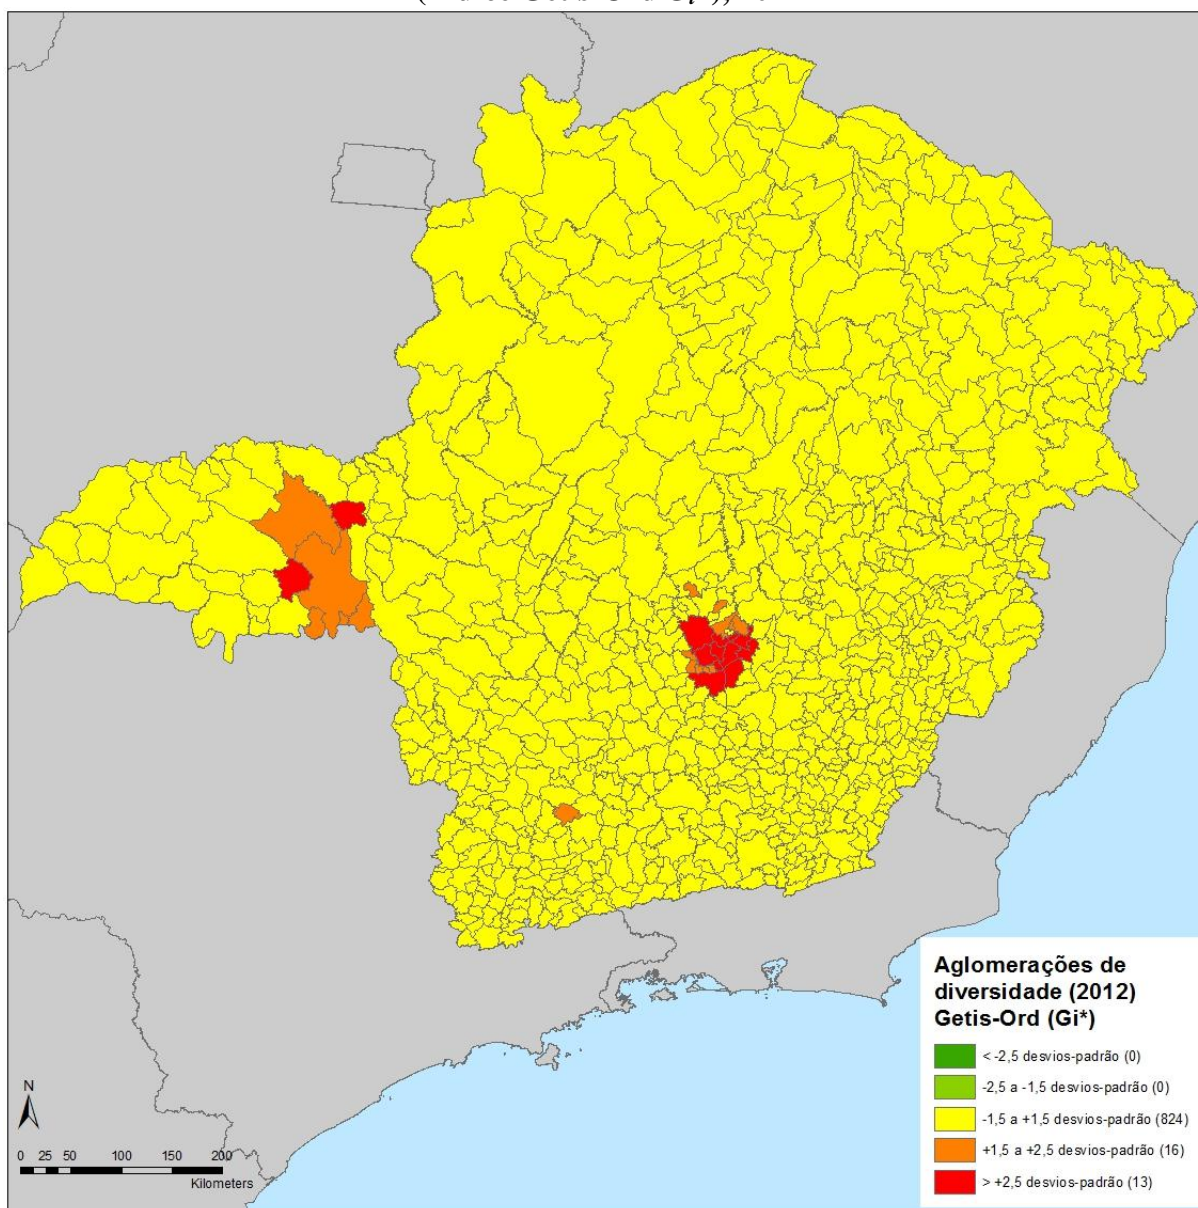 Aglomerações de
diversidade (2012)
Getis-Ord (Gi*)
< -2,5 desvios-padrão (0)
-2,5 a -1,5 desvios-padrão (0)
-1,5 a +1,5 desvios-padrão (824)
+1,5 a +2,5 desvios-padrão (16)
> +2,5 desvios-padrão (13)
N
0 25 50 100 150 200
Kilometers